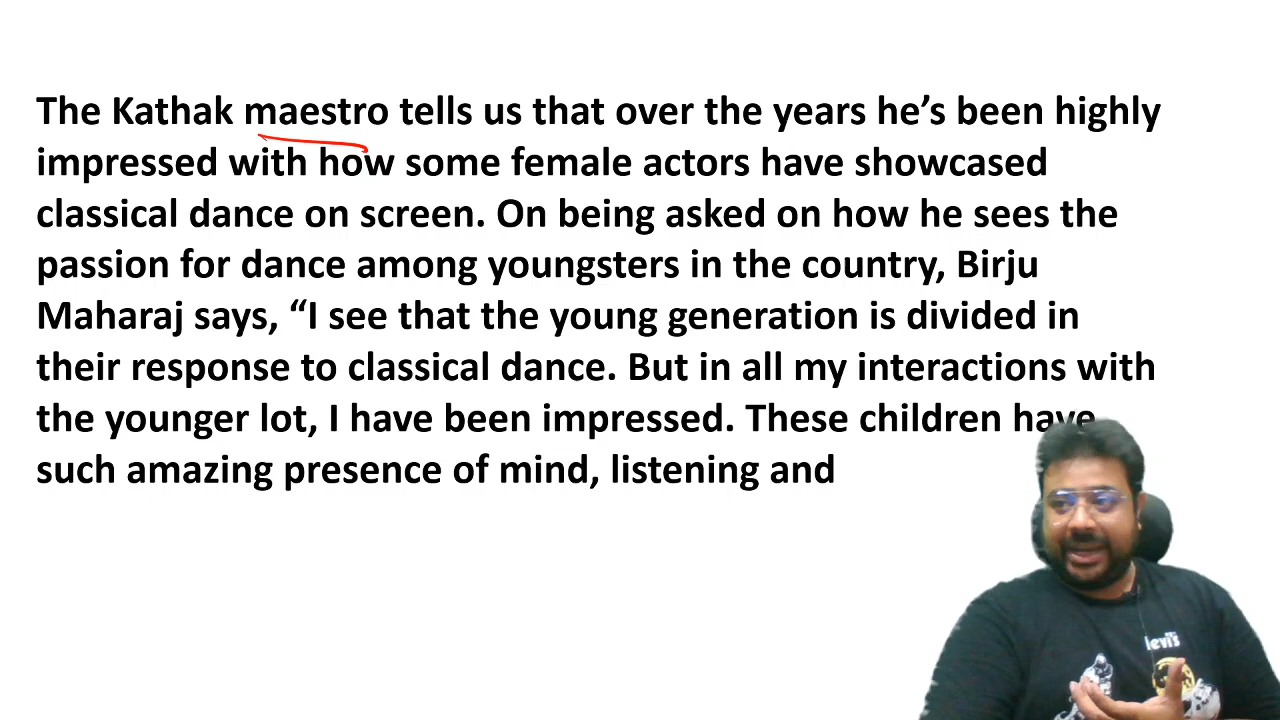 The Kathak maestro tells us that over the years he’s been highly
impressed with how some female actors have showcased
classical dance on screen. On being asked on how he sees the
passion for dance among youngsters in the country, Birju
Maharaj says, “I see that the young generation is divided in
their response to classical dance. But in all my interactions with
the younger lot, I have been impressed. These children have
such amazing presence of mind, listening and
levi's